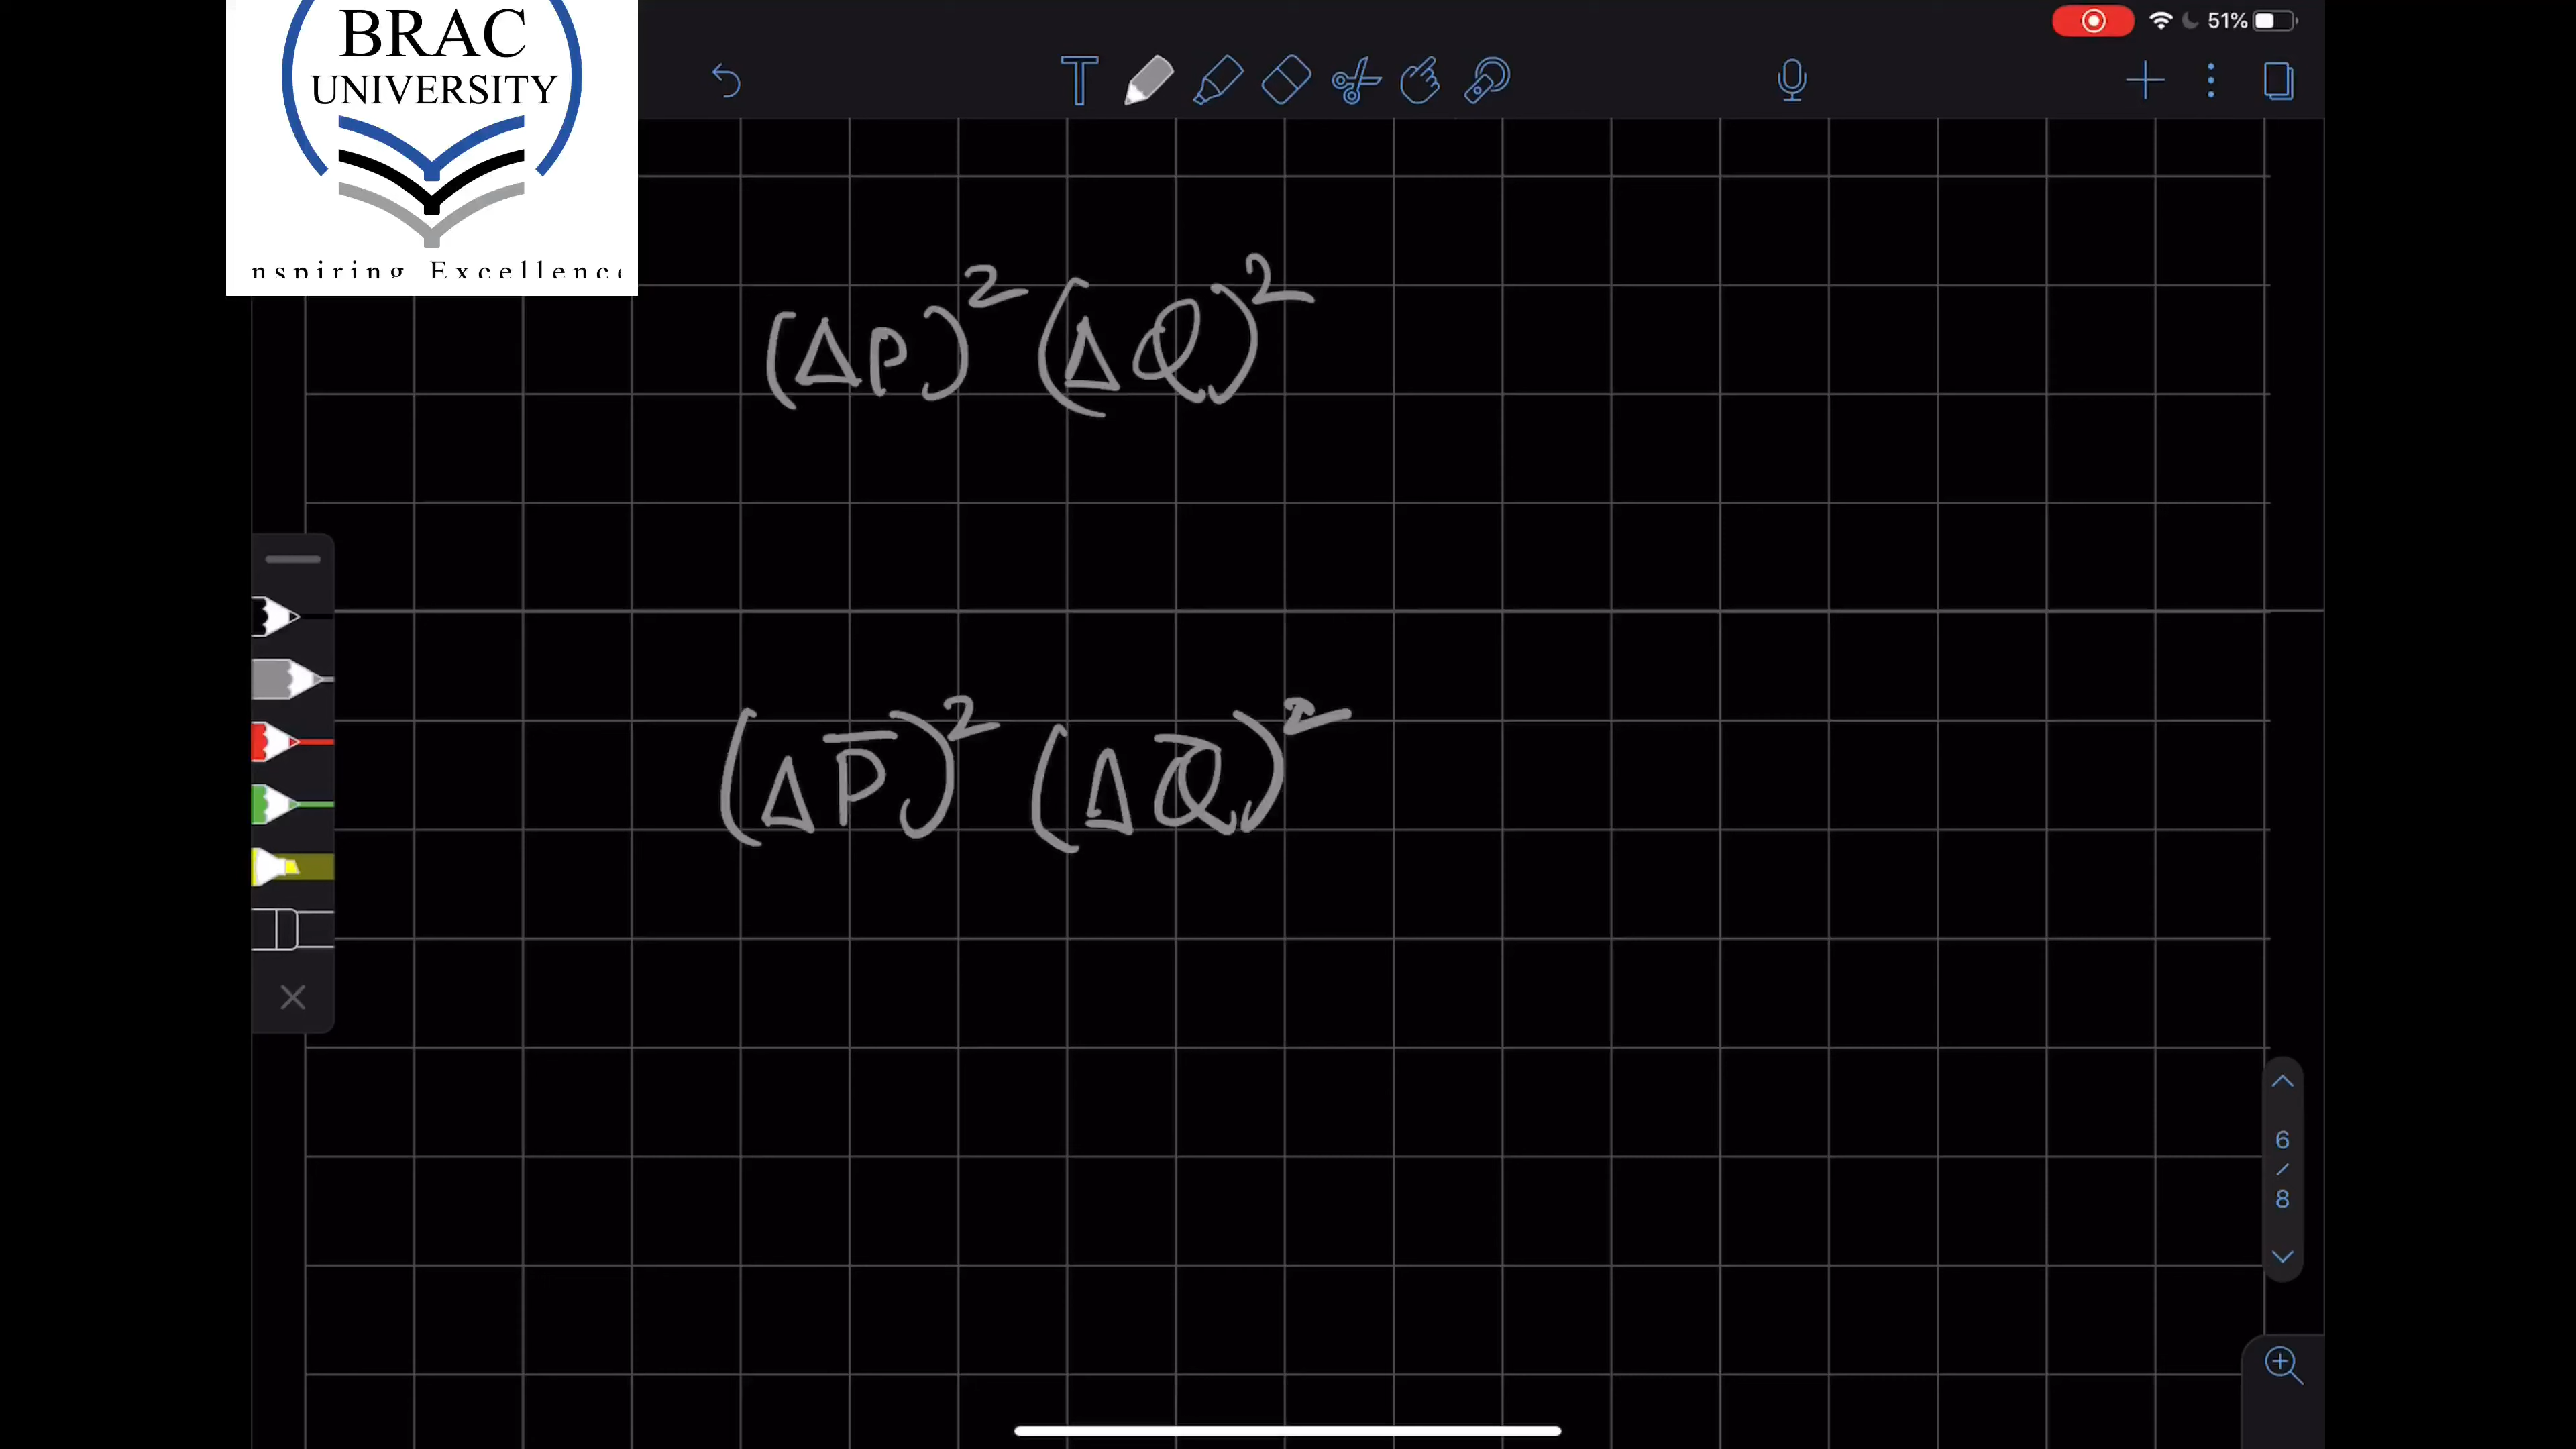 BRAC
UNIVERSITY
nspiring Excellenc
51%
T
(ΔP)² (ΔQ)²
(ΔP̅)² (ΔQ̅)²
6
/
8